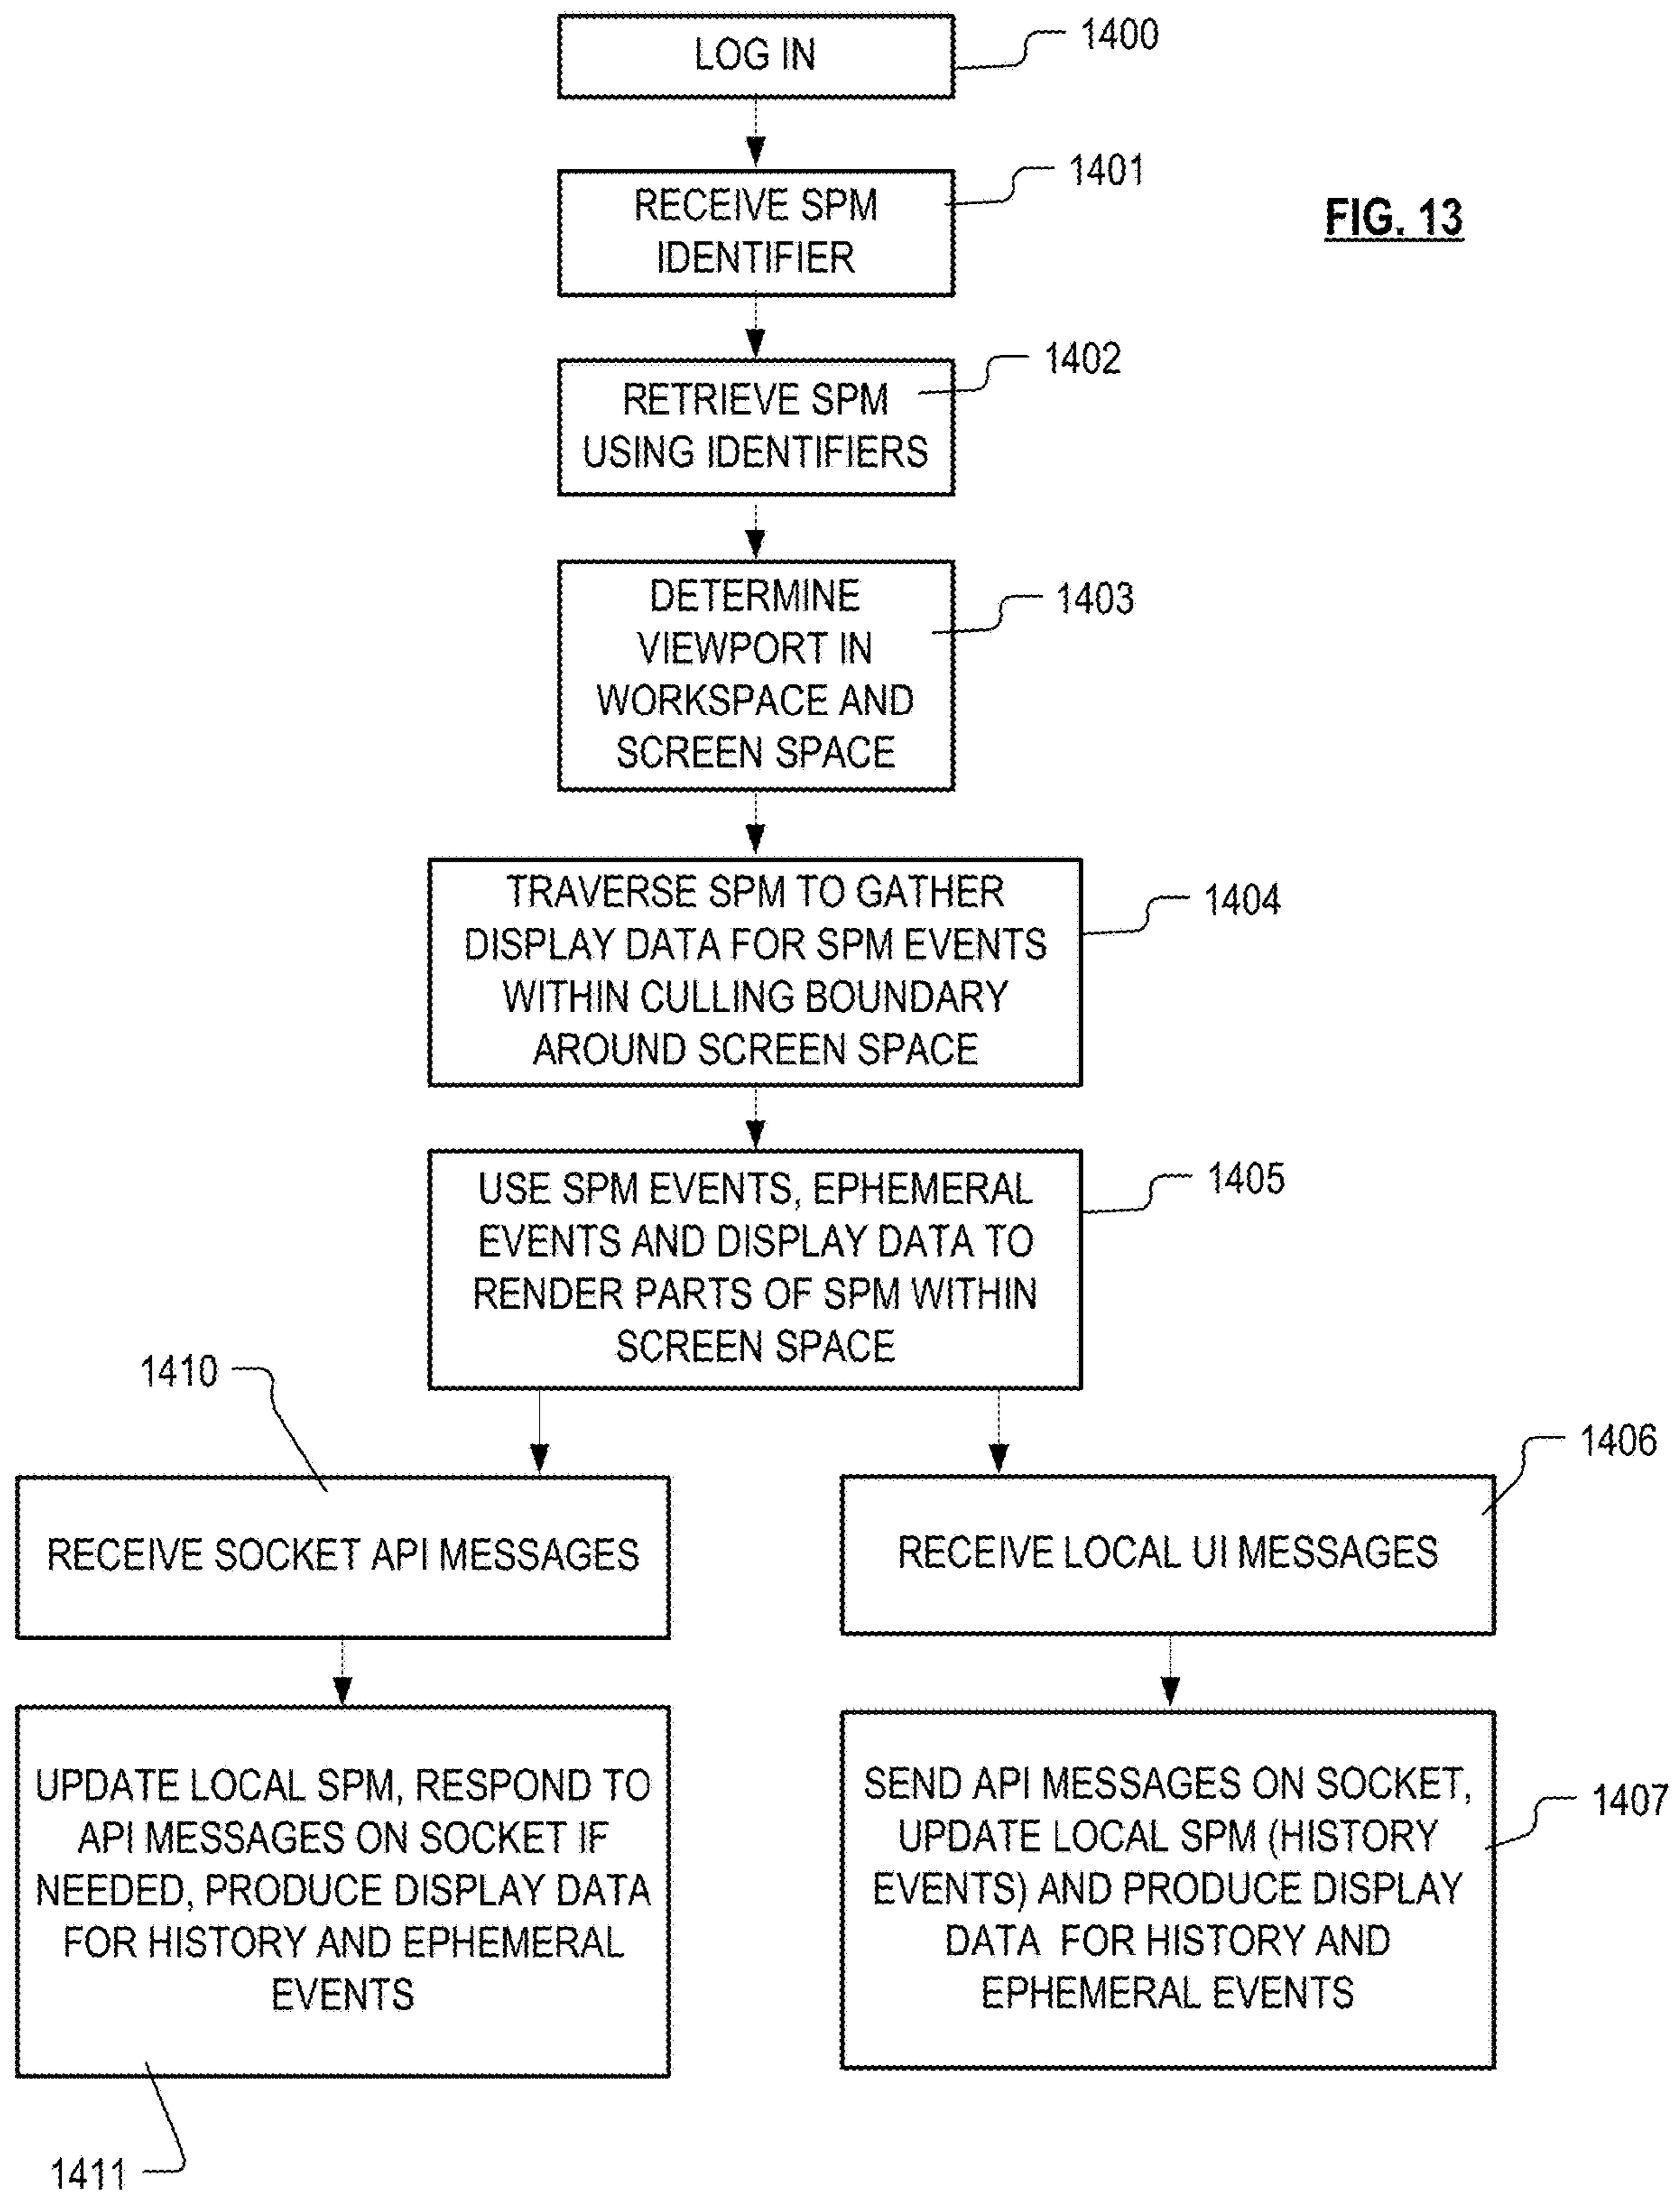 LOG IN
1400
RECEIVE SPM
IDENTIFIER
1401
FIG. 13
RETRIEVE SPM
USING IDENTIFIERS
1402
DETERMINE
VIEWPORT IN
WORKSPACE AND
SCREEN SPACE
1403
TRAVERSE SPM TO GATHER
DISPLAY DATA FOR SPM EVENTS
WITHIN CULLING BOUNDARY
AROUND SCREEN SPACE
1404
USE SPM EVENTS, EPHEMERAL
EVENTS AND DISPLAY DATA TO
RENDER PARTS OF SPM WITHIN
SCREEN SPACE
1405
1410
RECEIVE SOCKET API MESSAGES
1406
RECEIVE LOCAL UI MESSAGES
UPDATE LOCAL SPM, RESPOND TO
API MESSAGES ON SOCKET IF
NEEDED, PRODUCE DISPLAY DATA
FOR HISTORY AND EPHEMERAL
EVENTS
1411
SEND API MESSAGES ON SOCKET,
UPDATE LOCAL SPM (HISTORY
EVENTS) AND PRODUCE DISPLAY
DATA FOR HISTORY AND
EPHEMERAL EVENTS
1407